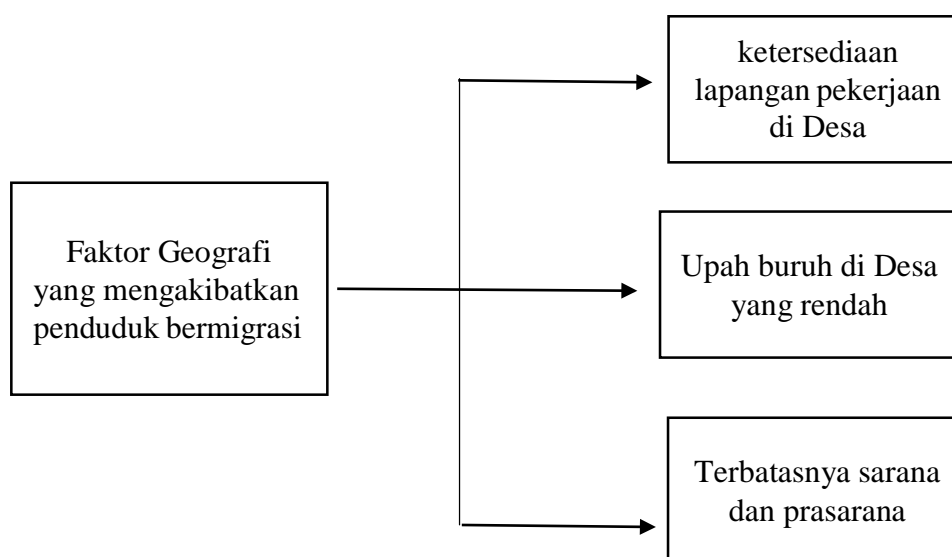 Faktor Geografi
yang mengakibatkan
penduduk bermigrasi
ketersediaan
lapangan pekerjaan
di Desa
Upah buruh di Desa
yang rendah
Terbatasnya sarana
dan prasarana